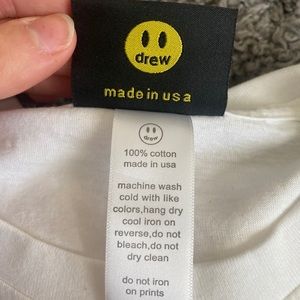 drew
made in usa
drew
100% cotton
made in usa
machine wash
cold with like
colors,hang dry
cool iron on
reverse,do not
bleach,do not
dry clean
do not iron
on prints